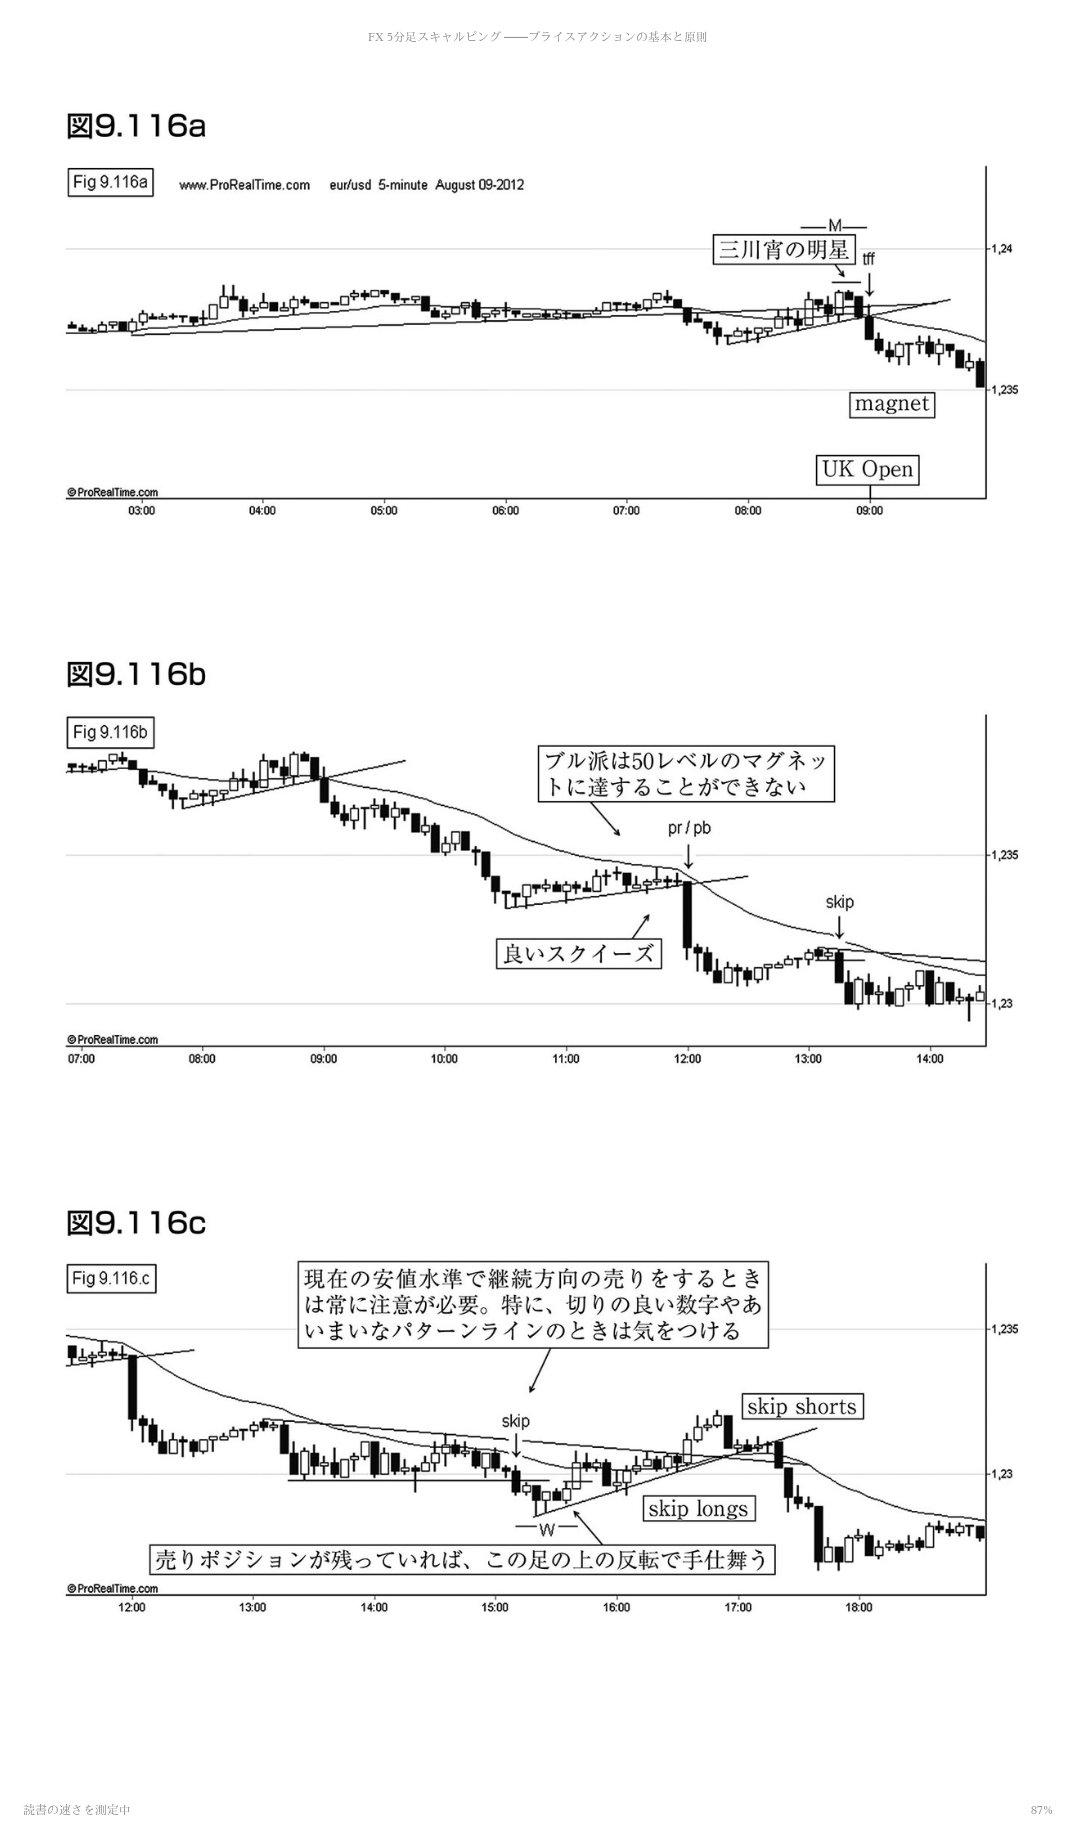 FX 5分足スキャルピング ――プライスアクションの基本と原則
図9.116a
Fig 9.116a
www.ProRealTime.com eur/usd 5-minute August 09-2012
M
三川宵の明星
tff
1,24
1,235
magnet
UK Open
©ProRealTime.com
03:00 04:00 05:00 06:00 07:00 08:00 09:00
図9.116b
Fig 9.116b
ブル派は50レベルのマグネッ
トに達することができない
pr / pb
1,235
skip
良いスクイーズ
1,23
©ProRealTime.com
07:00 08:00 09:00 10:00 11:00 12:00 13:00 14:00
図9.116c
Fig 9.116.c
現在の安値水準で継続方向の売りをするとき
は常に注意が必要。特に、切りの良い数字やあ
いまいなパターンラインのときは気をつける
1,235
skip shorts
skip
1,23
skip longs
W
売りポジションが残っていれば、この足の上の反転で手仕舞う
©ProRealTime.com
12:00 13:00 14:00 15:00 16:00 17:00 18:00
読書の速さを測定中
87%